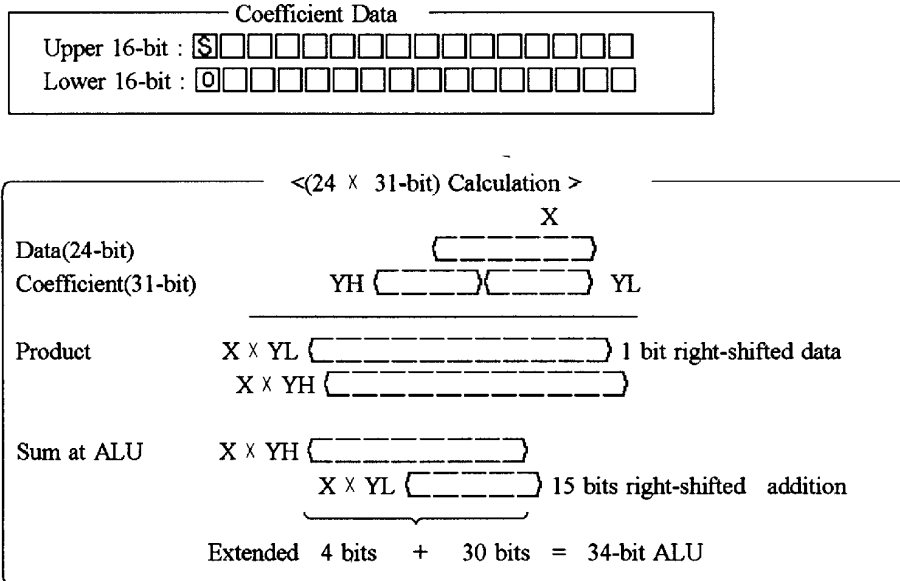 Coefficient Data
Upper 16-bit : S
Lower 16-bit : 0
<(24 × 31-bit) Calculation >
X
Data(24-bit)
Coefficient(31-bit) YH YL
Product X × YL 1 bit right-shifted data
X × YH
Sum at ALU X × YH
X × YL 15 bits right-shifted addition
Extended 4 bits + 30 bits = 34-bit ALU